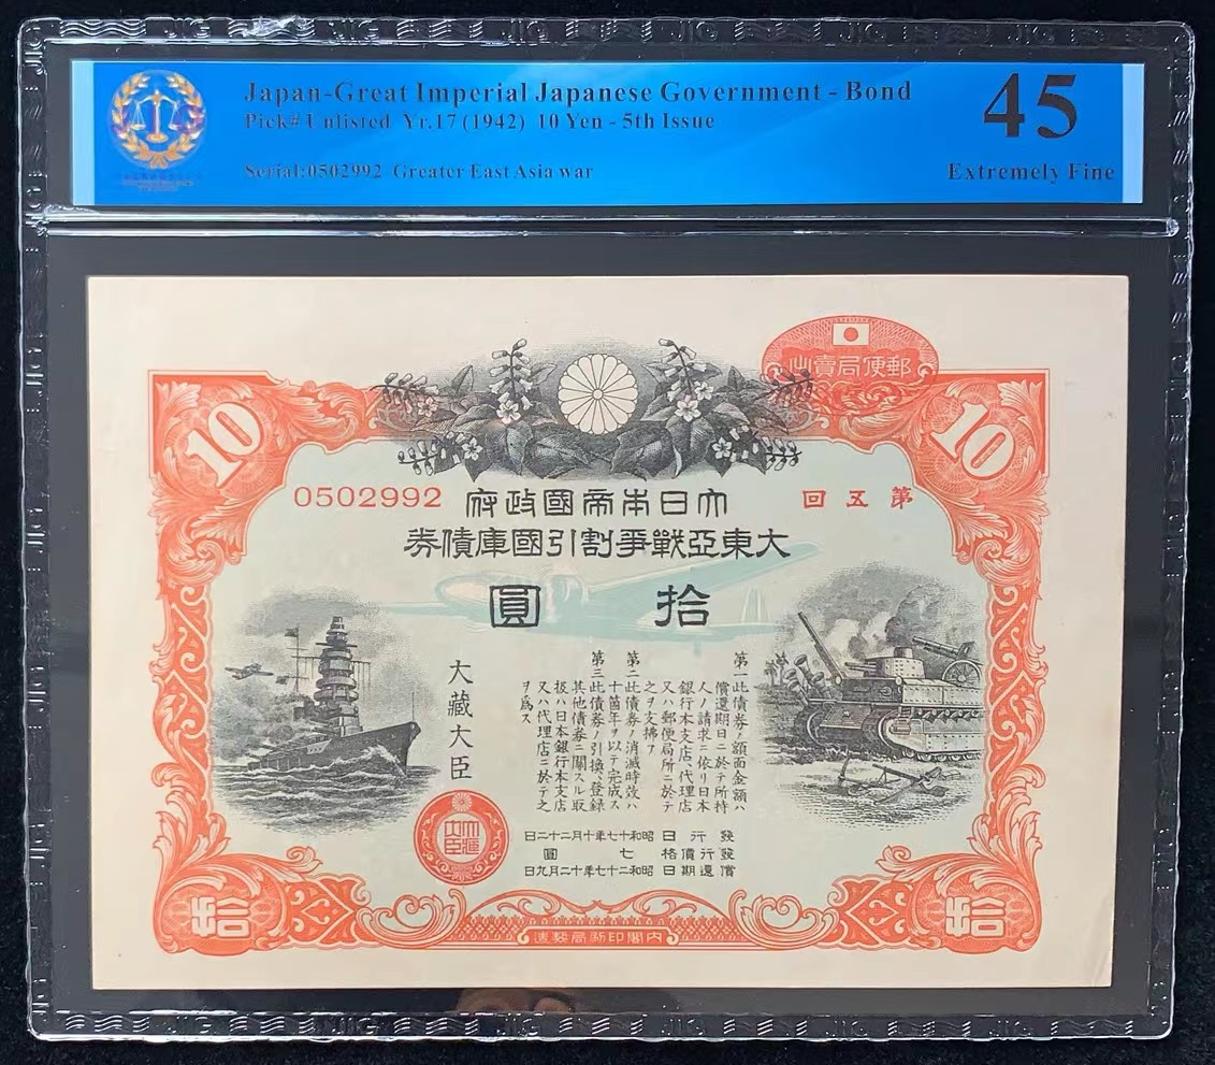 Japan-Great Imperial Japanese Government - Bond
Pick# Unlisted Yr.17 (1942) 10 Yen - 5th Issue
Serial:0502992 Greater East Asia war
45
Extremely Fine
郵便局賣出
10
10
第五回
大日本帝國政府
0502992
大東亞戰爭割引國庫債券
拾圓
第一 此債券ノ額面金額ハ
償還期日ニ於テ所持
人ノ請求ニ依リ日本
銀行本支店、代理店
又ハ郵便局所ニ於テ
之ヲ支拂フ
第二 此債券ノ消滅時效ハ
十箇年ヲ以テ完成ス
第三 此債券ノ引換、登録
其他債券ニ關スル取
扱ハ日本銀行本支店
又ハ代理店ニ於テ之
ヲ爲ス
大藏大臣
大藏大臣
發行日 昭和十七年十月二十二日
發行價格 七圓
償還期日 昭和二十七年十二月九日
拾
拾
內閣印刷局製造